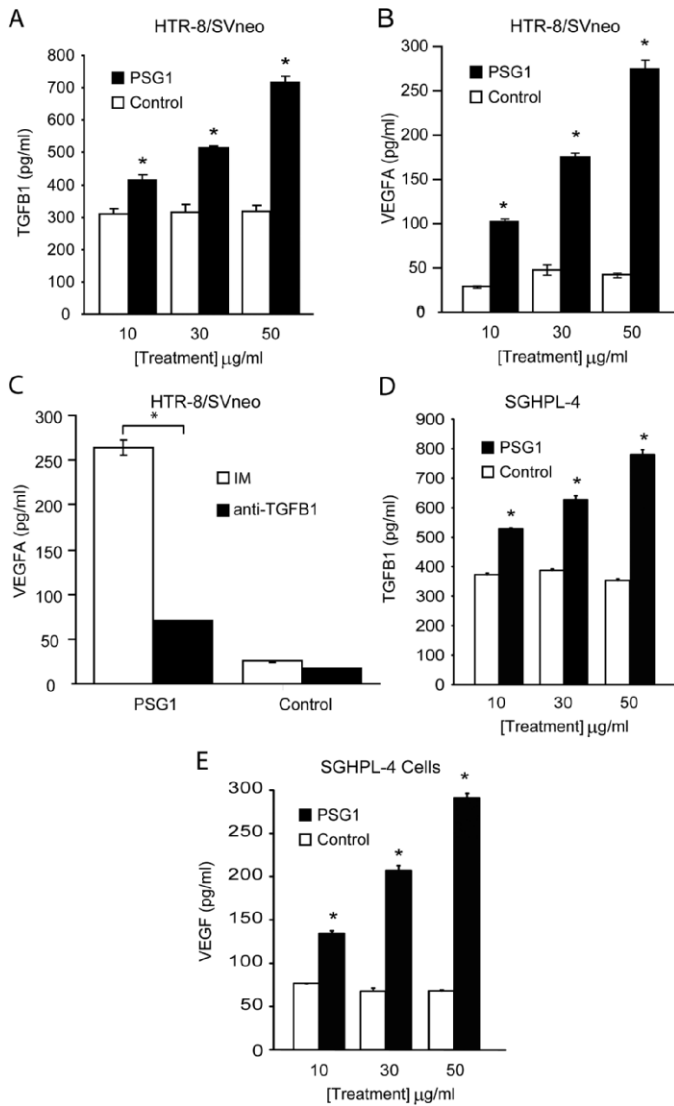 A
HTR-8/SVneo
800
700
600
500
400
300
200
100
0
TGFB1 (pg/ml)
PSG1
Control
*
*
*
10 30 50
[Treatment] µg/ml
B
HTR-8/SVneo
300
250
200
150
100
50
0
VEGFA (pg/ml)
PSG1
Control
*
*
*
10 30 50
[Treatment] µg/ml
C
HTR-8/SVneo
300
250
200
150
100
50
0
VEGFA (pg/ml)
*
IM
anti-TGFB1
PSG1 Control
D
SGHPL-4
900
800
700
600
500
400
300
200
100
0
TGFB1 (pg/ml)
PSG1
Control
*
*
*
10 30 50
[Treatment] µg/ml
E
SGHPL-4 Cells
300
250
200
150
100
50
0
VEGF (pg/ml)
PSG1
Control
*
*
*
10 30 50
[Treatment] µg/ml